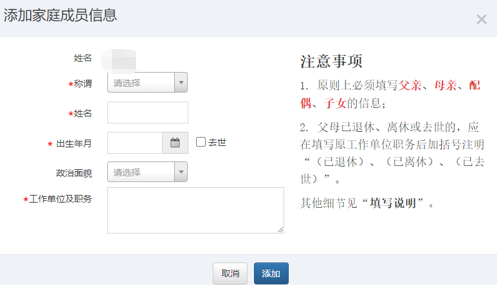 添加家庭成员信息
×
姓名
*称谓 请选择
*姓名
*出生年月 去世
政治面貌 请选择
*工作单位及职务
注意事项
1. 原则上必须填写父亲、母亲、配
偶、子女的信息；
2. 父母已退休、离休或去世的，应
在填写原工作单位职务后加括号注明
“（已退休）、（已离休）、（已去
世）”。
其他细节见“填写说明”。
取消 添加